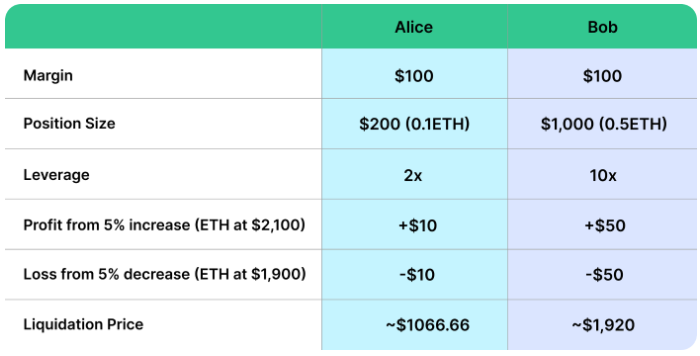 Alice Bob
Margin $100 $100
Position Size $200 (0.1ETH) $1,000 (0.5ETH)
Leverage 2x 10x
Profit from 5% increase (ETH at $2,100) +$10 +$50
Loss from 5% decrease (ETH at $1,900) -$10 -$50
Liquidation Price ~$1066.66 ~$1,920